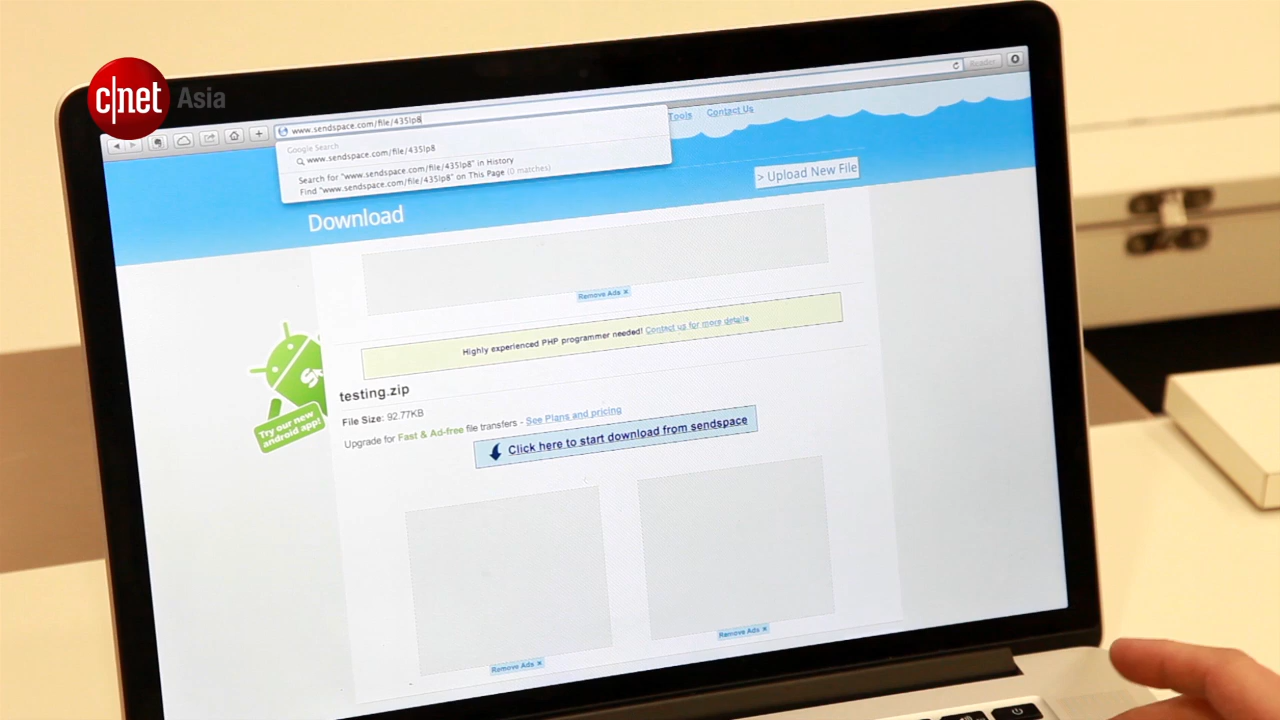 c|net Asia
www.sendspace.com/file/435lp8
Reader
Google Search
www.sendspace.com/file/435lp8
Search for "www.sendspace.com/file/435lp8" in History
Find "www.sendspace.com/file/435lp8" on This Page (0 matches)
Tools
Contact Us
> Upload New File
Download
Remove Ads x
Highly experienced PHP programmer needed! Contact us for more details
Try our new
android app!
testing.zip
File Size: 92.77KB
Upgrade for Fast & Ad-free file transfers - See Plans and pricing
Click here to start download from sendspace
Remove Ads x
Remove Ads x